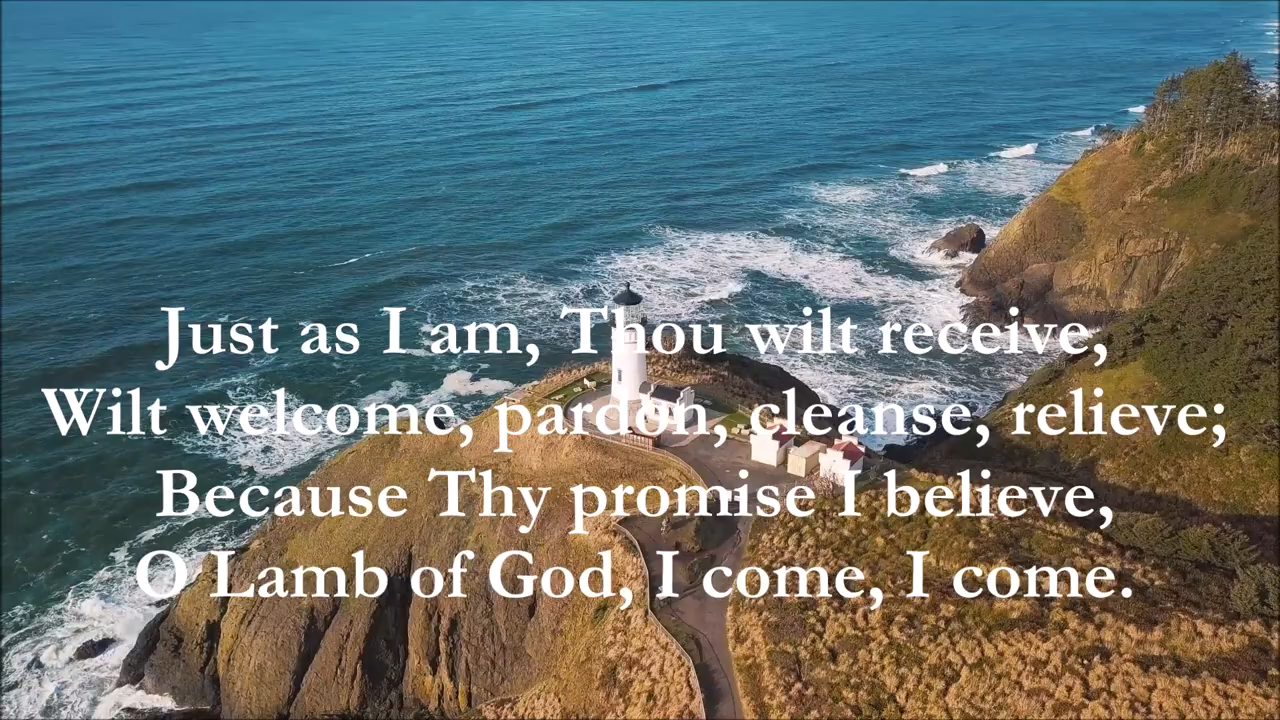 Just as I am, Thou wilt receive,
Wilt welcome, pardon, cleanse, relieve;
Because Thy promise I believe,
O Lamb of God, I come, I come.